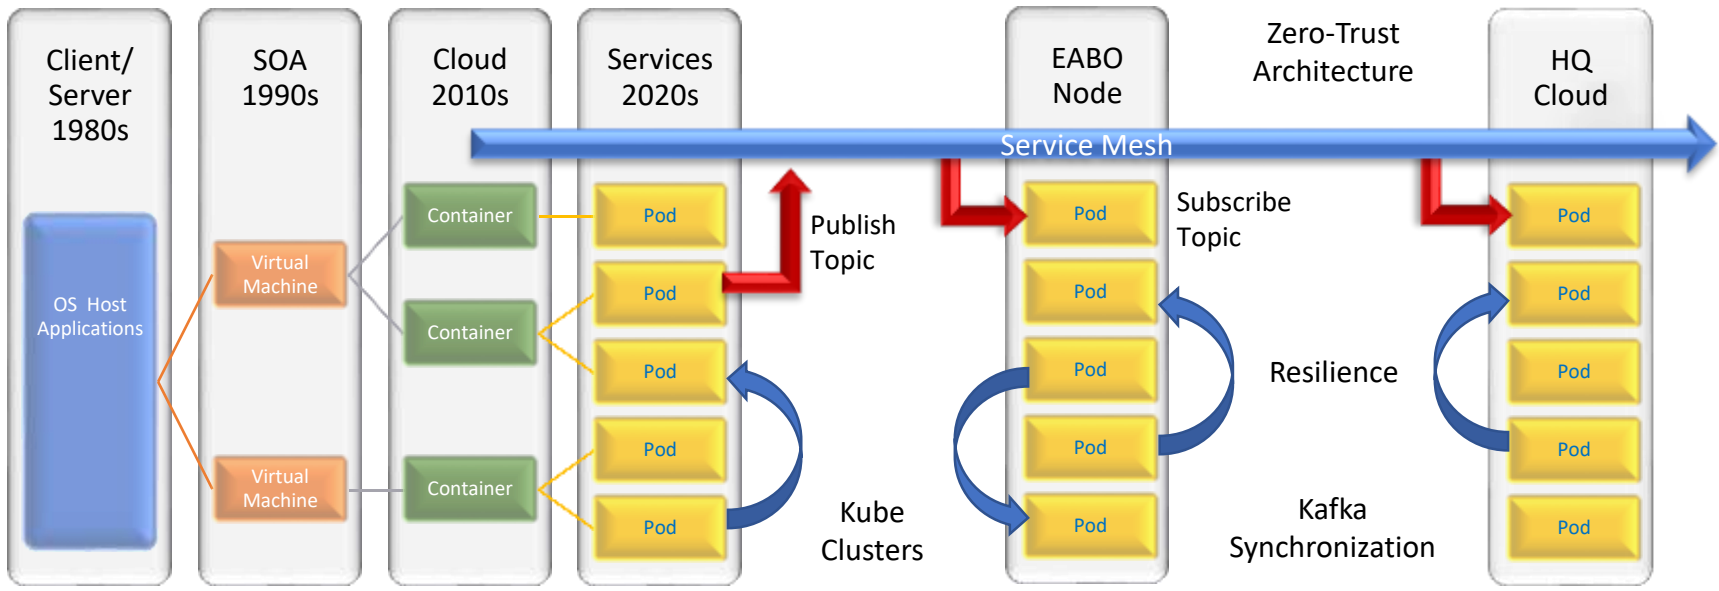 Client/
Server
1980s
SOA
1990s
Cloud
2010s
Services
2020s
EABO
Node
Zero-Trust
Architecture
HQ
Cloud
Service Mesh
OS Host
Applications
Virtual
Machine
Virtual
Machine
Container
Container
Container
Pod
Pod
Pod
Pod
Pod
Publish
Topic
Kube
Clusters
Pod
Pod
Pod
Pod
Pod
Subscribe
Topic
Resilience
Kafka
Synchronization
Pod
Pod
Pod
Pod
Pod